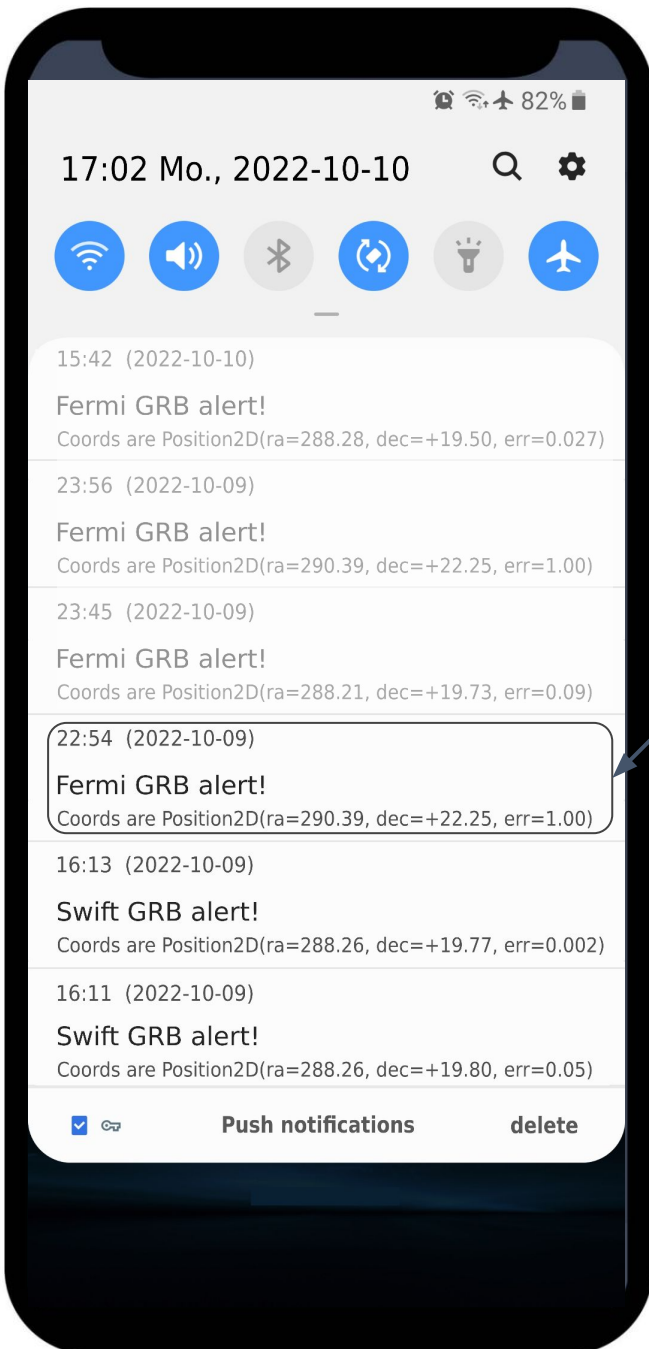 82%
17:02 Mo., 2022-10-10
15:42 (2022-10-10)
Fermi GRB alert!
Coords are Position2D(ra=288.28, dec=+19.50, err=0.027)
23:56 (2022-10-09)
Fermi GRB alert!
Coords are Position2D(ra=290.39, dec=+22.25, err=1.00)
23:45 (2022-10-09)
Fermi GRB alert!
Coords are Position2D(ra=288.21, dec=+19.73, err=0.09)
22:54 (2022-10-09)
Fermi GRB alert!
Coords are Position2D(ra=290.39, dec=+22.25, err=1.00)
16:13 (2022-10-09)
Swift GRB alert!
Coords are Position2D(ra=288.26, dec=+19.77, err=0.002)
16:11 (2022-10-09)
Swift GRB alert!
Coords are Position2D(ra=288.26, dec=+19.80, err=0.05)
Push notifications delete